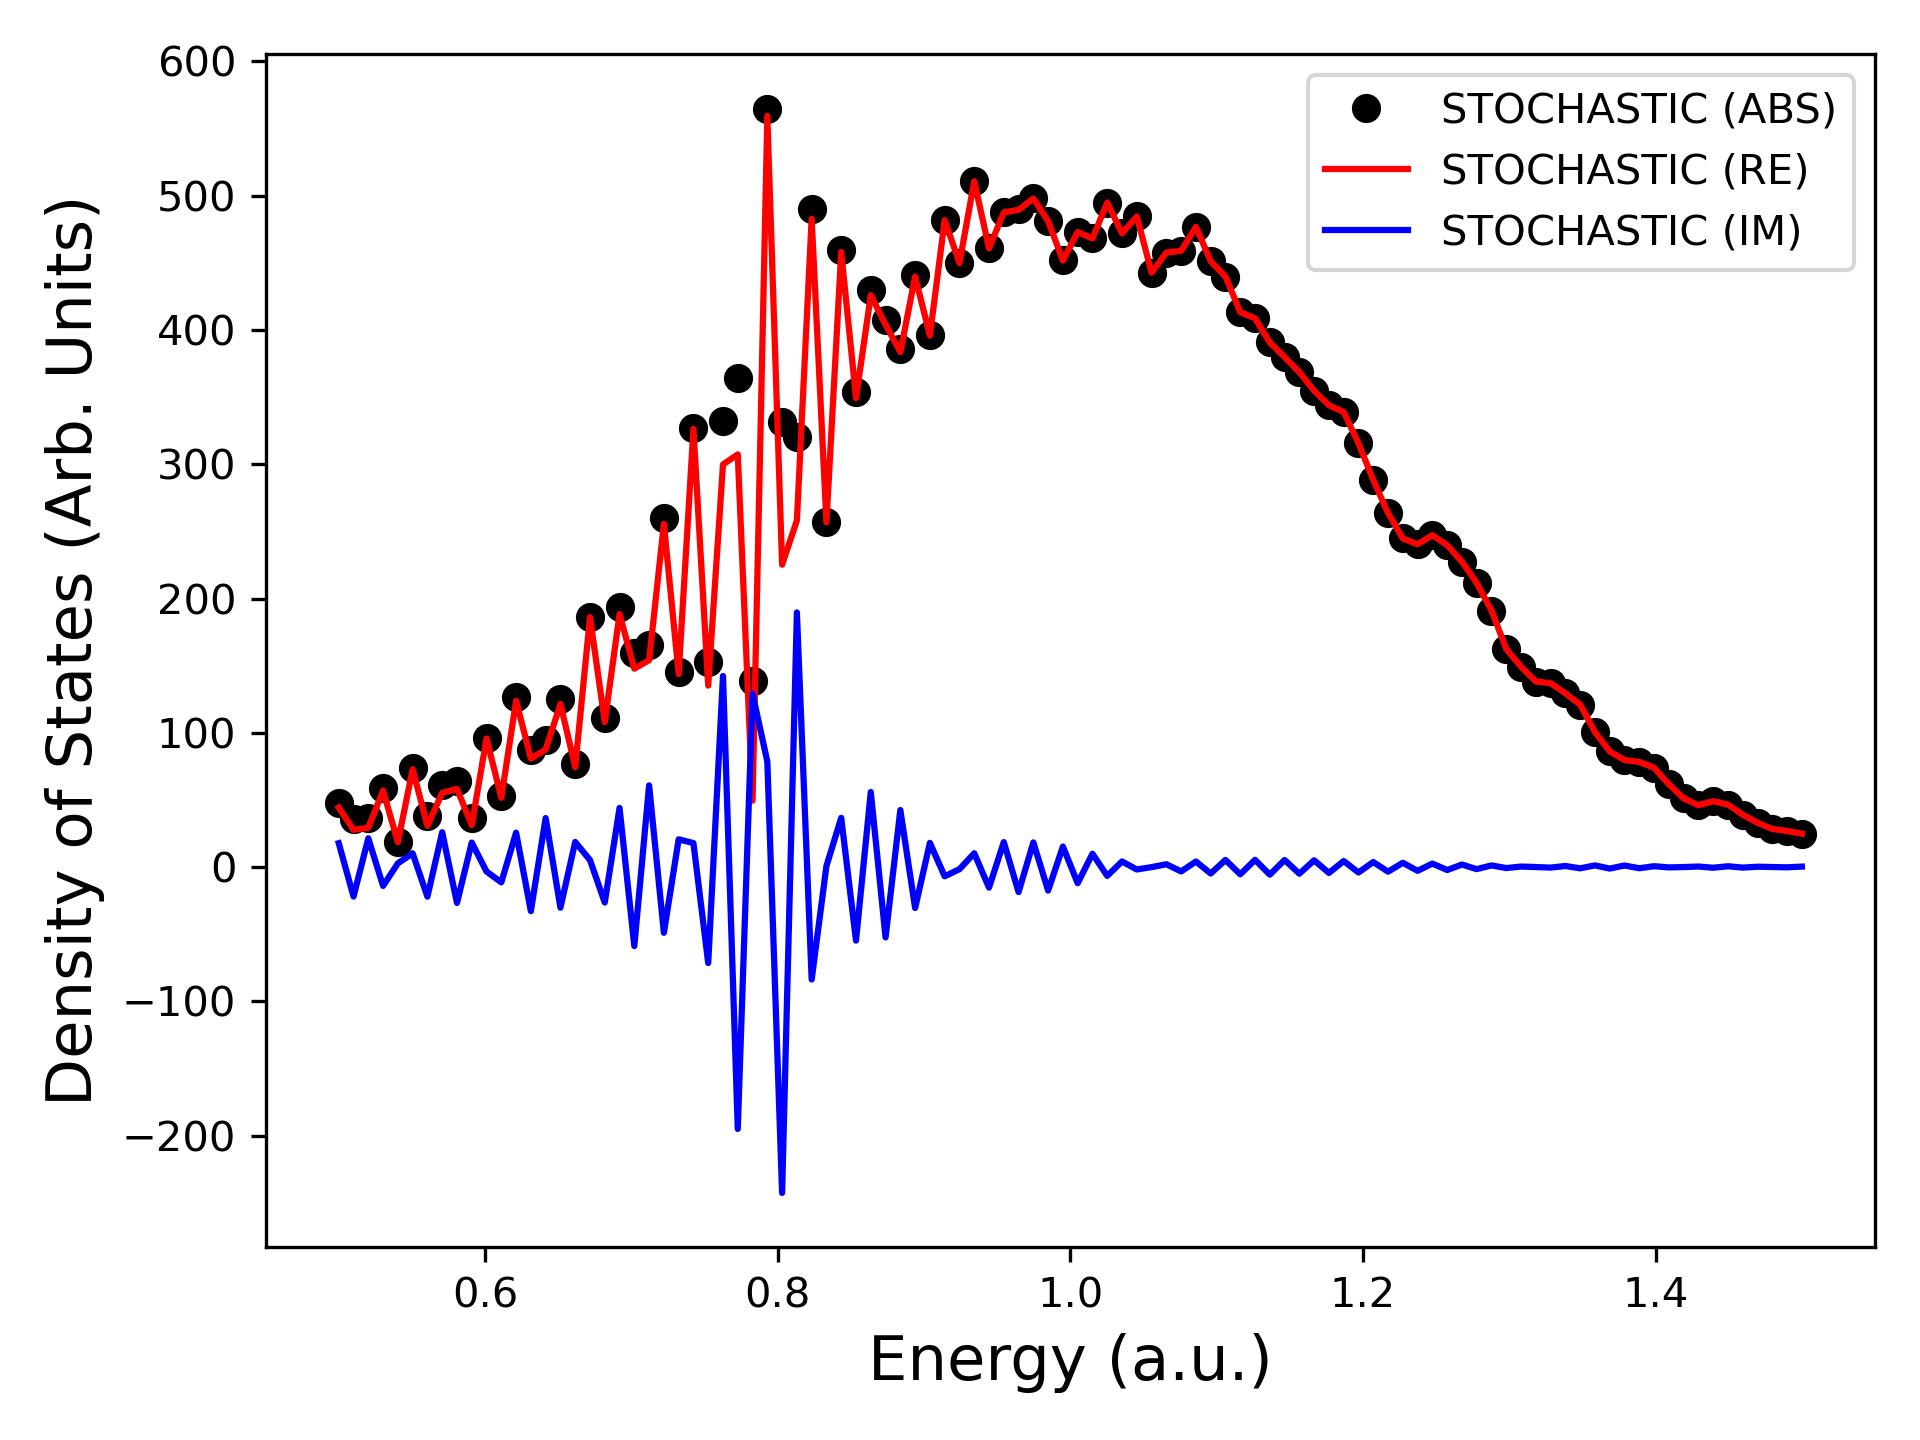 600
500
400
300
200
100
0
−100
−200
Density of States (Arb. Units)
STOCHASTIC (ABS)
STOCHASTIC (RE)
STOCHASTIC (IM)
0.6 0.8 1.0 1.2 1.4
Energy (a.u.)